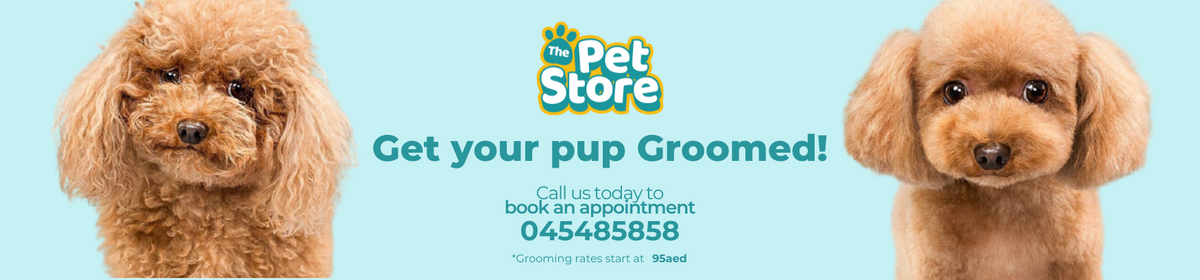 The Pet
Store
Get your pup Groomed!
Call us today to
book an appointment
045485858
*Grooming rates start at 95aed